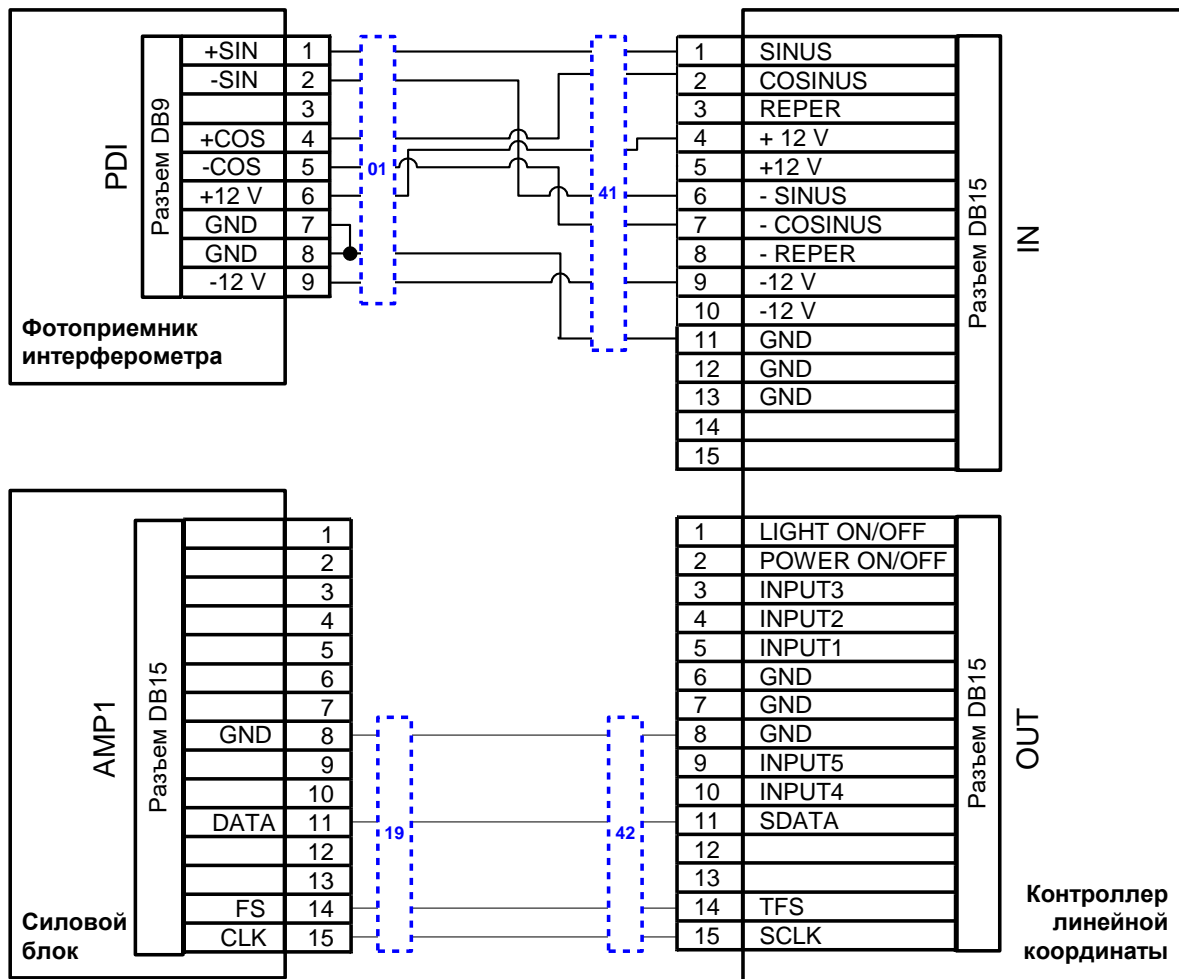 PDI
Разъем DB9
+SIN 1
-SIN 2
3
+COS 4
-COS 5
+12 V 6
GND 7
GND 8
-12 V 9
Фотоприемник
интерферометра
01
41
1 SINUS
2 COSINUS
3 REPER
4 + 12 V
5 +12 V
6 - SINUS
7 - COSINUS
8 - REPER
9 -12 V
10 -12 V
11 GND
12 GND
13 GND
14
15
Разъем DB15
IN
AMP1
Разъем DB15
1
2
3
4
5
6
7
GND 8
9
10
DATA 11
12
13
FS 14
CLK 15
Силовой
блок
19
42
1 LIGHT ON/OFF
2 POWER ON/OFF
3 INPUT3
4 INPUT2
5 INPUT1
6 GND
7 GND
8 GND
9 INPUT5
10 INPUT4
11 SDATA
12
13
14 TFS
15 SCLK
Разъем DB15
OUT
Контроллер
линейной
координаты